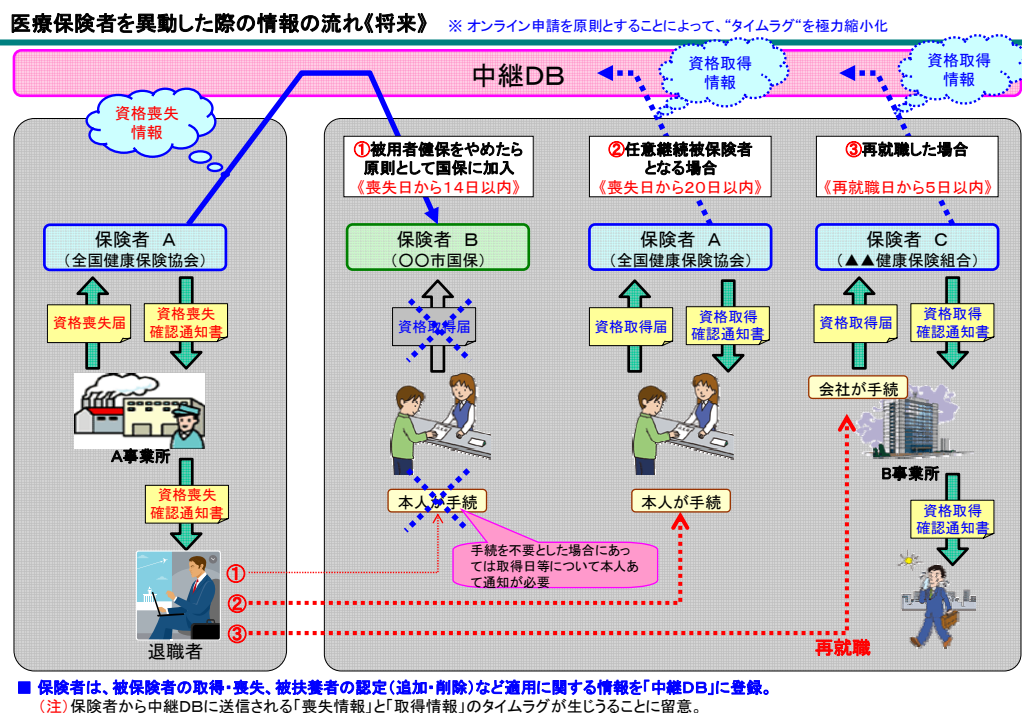 医療保険者を異動した際の情報の流れ《将来》 ※ オンライン申請を原則とすることによって、“タイムラグ“を極力縮小化
中継DB
資格取得
情報
資格取得
情報
資格喪失
情報
①被用者健保をやめたら
原則として国保に加入
《喪失日から14日以内》
②任意継続被保険者
となる場合
《喪失日から20日以内》
③再就職した場合
《再就職日から5日以内》
保険者 A
(全国健康保険協会)
保険者 B
(○○市国保)
保険者 A
(全国健康保険協会)
保険者 C
(▲▲健康保険組合)
資格喪失届
資格喪失
確認通知書
資格取得届
資格取得届
資格取得
確認通知書
資格取得届
資格取得
確認通知書
会社が手続
A事業所
B事業所
資格喪失
確認通知書
本人が手続
本人が手続
資格取得
確認通知書
手続を不要とした場合にあっ
ては取得日等について本人あ
て通知が必要
①
②
③
再就職
退職者
■ 保険者は、被保険者の取得・喪失、被扶養者の認定(追加・削除)など適用に関する情報を「中継DB」に登録。
(注)保険者から中継DBに送信される「喪失情報」と「取得情報」のタイムラグが生じうることに留意。